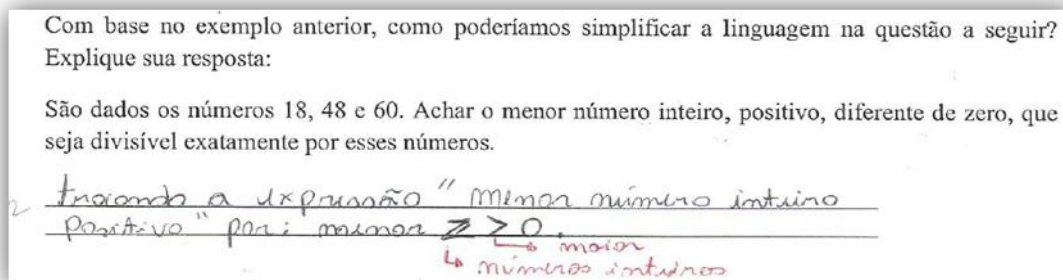 Com base no exemplo anterior, como poderíamos simplificar a linguagem na questão a seguir?
Explique sua resposta:
São dados os números 18, 48 e 60. Achar o menor número inteiro, positivo, diferente de zero, que
seja divisível exatamente por esses números.
trocando a expressão "menor número inteiro
positivo" por: menor Z > 0.
↳ maior
↳ números inteiros